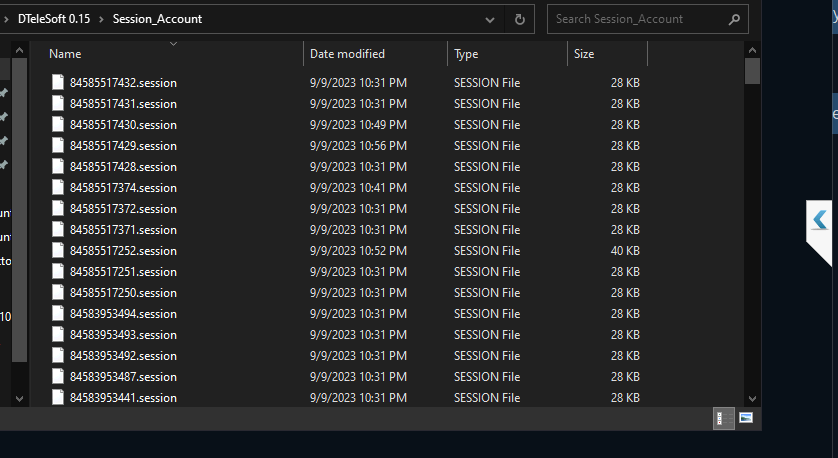 DTeleSoft 0.15 > Session_Account
Search Session_Account
Name Date modified Type Size
84585517432.session 9/9/2023 10:31 PM SESSION File 28 KB
84585517431.session 9/9/2023 10:31 PM SESSION File 28 KB
84585517430.session 9/9/2023 10:49 PM SESSION File 28 KB
84585517429.session 9/9/2023 10:56 PM SESSION File 28 KB
84585517428.session 9/9/2023 10:31 PM SESSION File 28 KB
84585517374.session 9/9/2023 10:41 PM SESSION File 28 KB
84585517372.session 9/9/2023 10:31 PM SESSION File 28 KB
84585517371.session 9/9/2023 10:31 PM SESSION File 28 KB
84585517252.session 9/9/2023 10:52 PM SESSION File 40 KB
84585517251.session 9/9/2023 10:31 PM SESSION File 28 KB
84585517250.session 9/9/2023 10:31 PM SESSION File 28 KB
84583953494.session 9/9/2023 10:31 PM SESSION File 28 KB
84583953493.session 9/9/2023 10:31 PM SESSION File 28 KB
84583953492.session 9/9/2023 10:31 PM SESSION File 28 KB
84583953487.session 9/9/2023 10:31 PM SESSION File 28 KB
84583953441.session 9/9/2023 10:31 PM SESSION File 28 KB